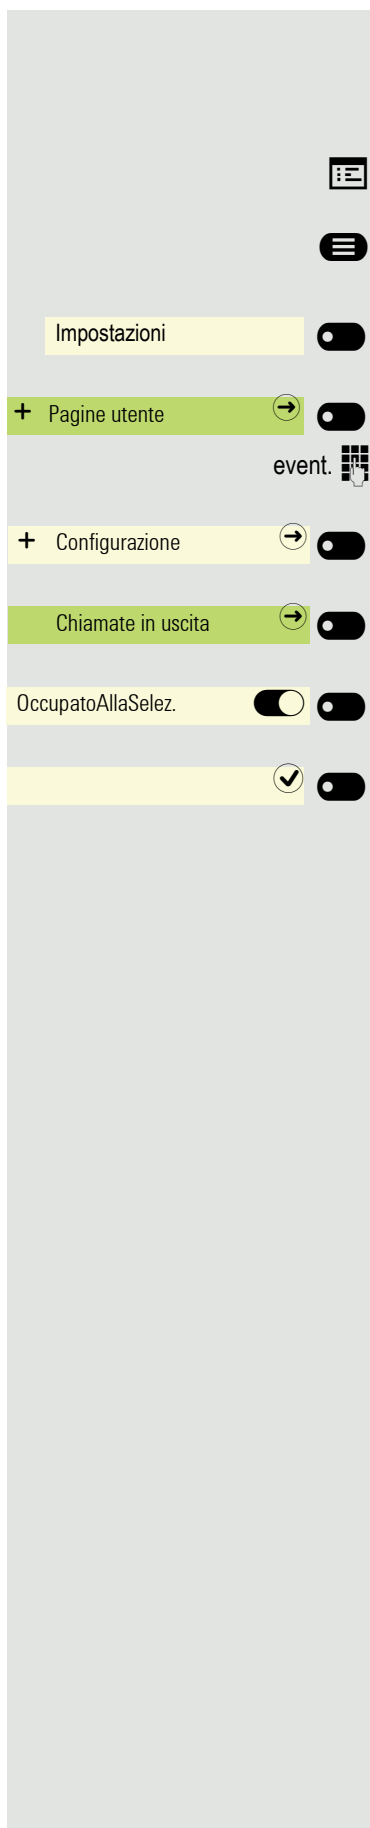 Impostazioni
+ Pagine utente
event.
+ Configurazione
Chiamate in uscita
OccupatoAllaSelez.